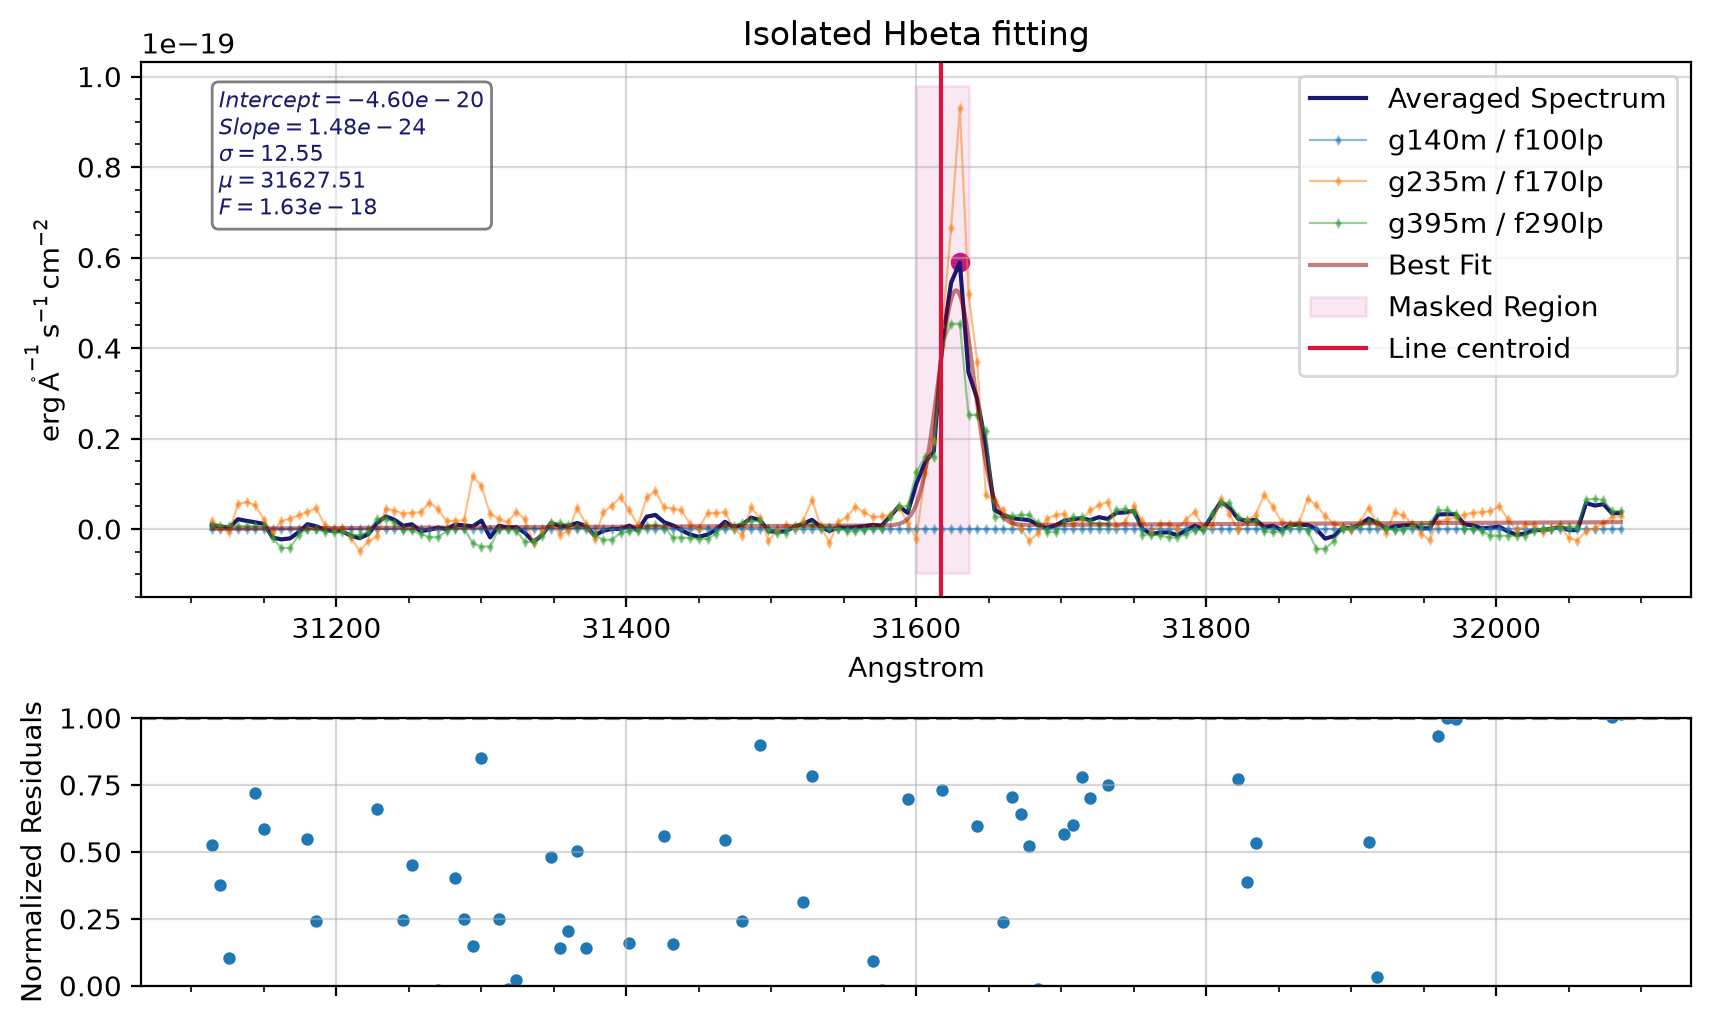 Isolated Hbeta fitting
1e−19
Intercept = −4.60e − 20
Slope = 1.48e − 24
σ = 12.55
μ = 31627.51
F = 1.63e − 18
Averaged Spectrum
g140m / f100lp
g235m / f170lp
g395m / f290lp
Best Fit
Masked Region
Line centroid
1.0
0.8
0.6
0.4
0.2
0.0
erg Å⁻¹ s⁻¹ cm⁻²
31200 31400 31600 31800 32000
Angstrom
1.00
0.75
0.50
0.25
0.00
Normalized Residuals